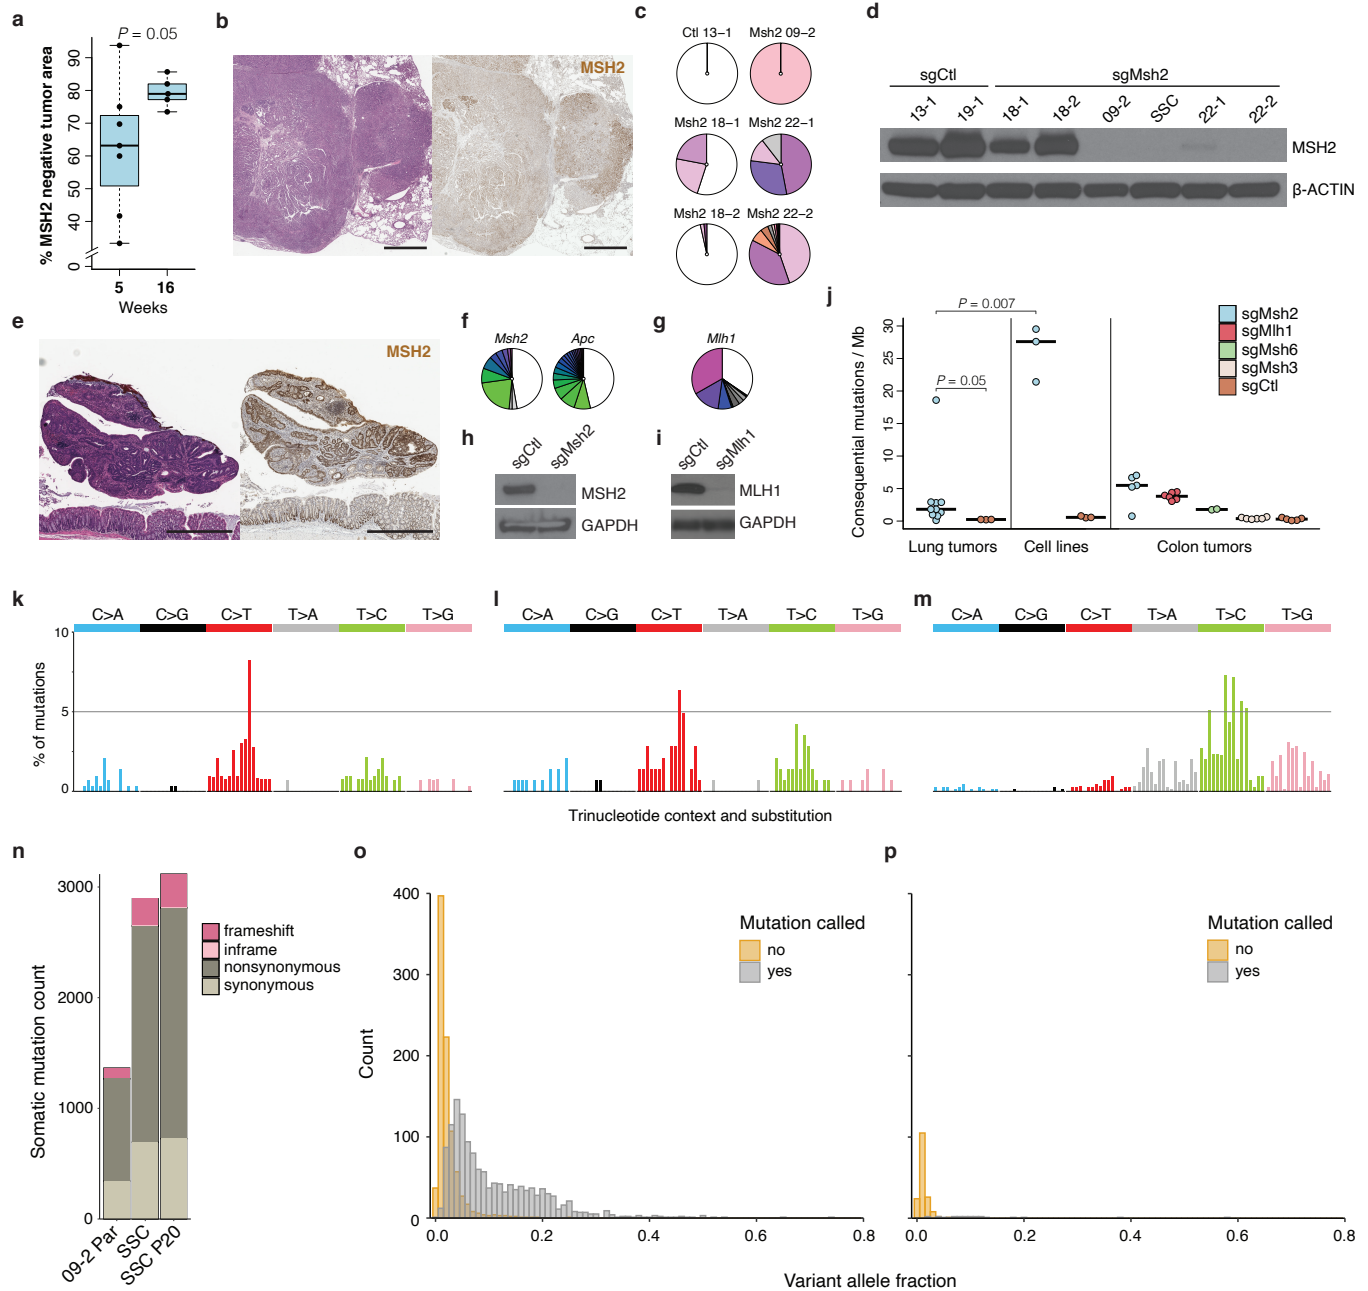 a
P = 0.05
% MSH2 negative tumor area
90
80
70
60
50
40
0
5
16
Weeks
b
MSH2
c
Ctl 13–1
Msh2 09–2
Msh2 18–1
Msh2 22–1
Msh2 18–2
Msh2 22–2
d
sgCtl
sgMsh2
13-1
19-1
18-1
18-2
09-2
SSC
22-1
22-2
MSH2
β-ACTIN
e
MSH2
f
Msh2
Apc
g
Mlh1
h
sgCtl
sgMsh2
MSH2
GAPDH
i
sgCtl
sgMlh1
MLH1
GAPDH
j
Consequential mutations / Mb
30
25
20
15
10
5
0
P = 0.007
P = 0.05
Lung tumors
Cell lines
Colon tumors
sgMsh2
sgMlh1
sgMsh6
sgMsh3
sgCtl
k
C>A
C>G
C>T
T>A
T>C
T>G
% of mutations
10
5
0
l
C>A
C>G
C>T
T>A
T>C
T>G
m
C>A
C>G
C>T
T>A
T>C
T>G
Trinucleotide context and substitution
n
Somatic mutation count
3000
2000
1000
0
09-2 Par
SSC
SSC P20
frameshift
inframe
nonsynonymous
synonymous
o
Count
400
300
200
100
0
0.0
0.2
0.4
0.6
0.8
Mutation called
no
yes
p
Mutation called
no
yes
0.0
0.2
0.4
0.6
0.8
Variant allele fraction